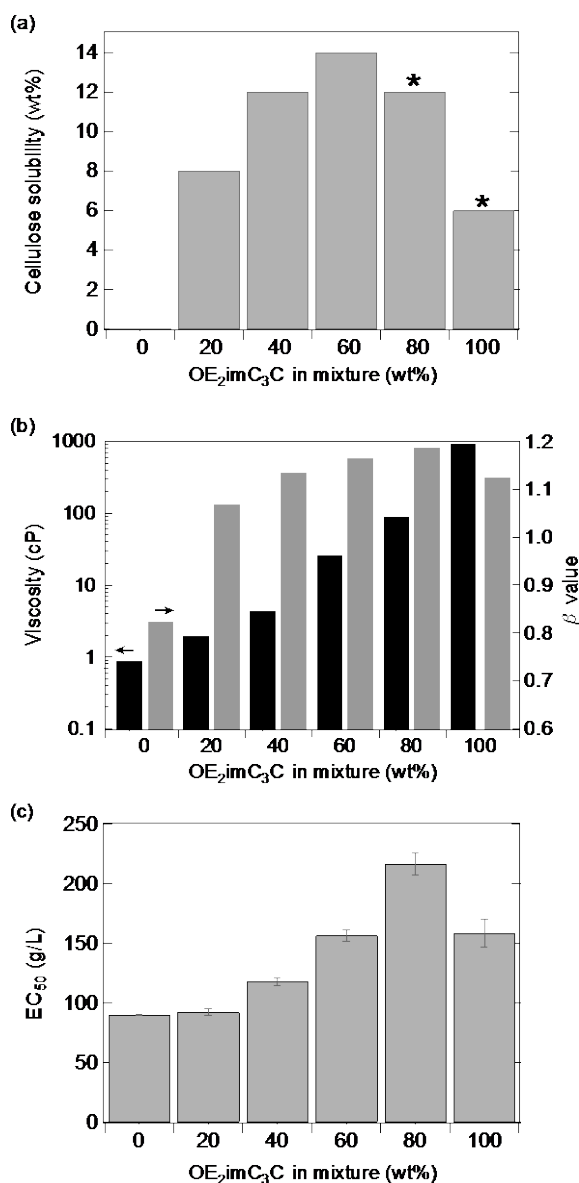 (a)
Cellulose solubility (wt%)
14
12
10
8
6
4
2
0
*
*
0 20 40 60 80 100
OE₂imC₃C in mixture (wt%)
(b)
Viscosity (cP)
1000
100
10
1
0.1
1.2
1.1
1.0
0.9
0.8
0.7
0.6
β value
0 20 40 60 80 100
OE₂imC₃C in mixture (wt%)
(c)
EC₅₀ (g/L)
250
200
150
100
50
0
0 20 40 60 80 100
OE₂imC₃C in mixture (wt%)